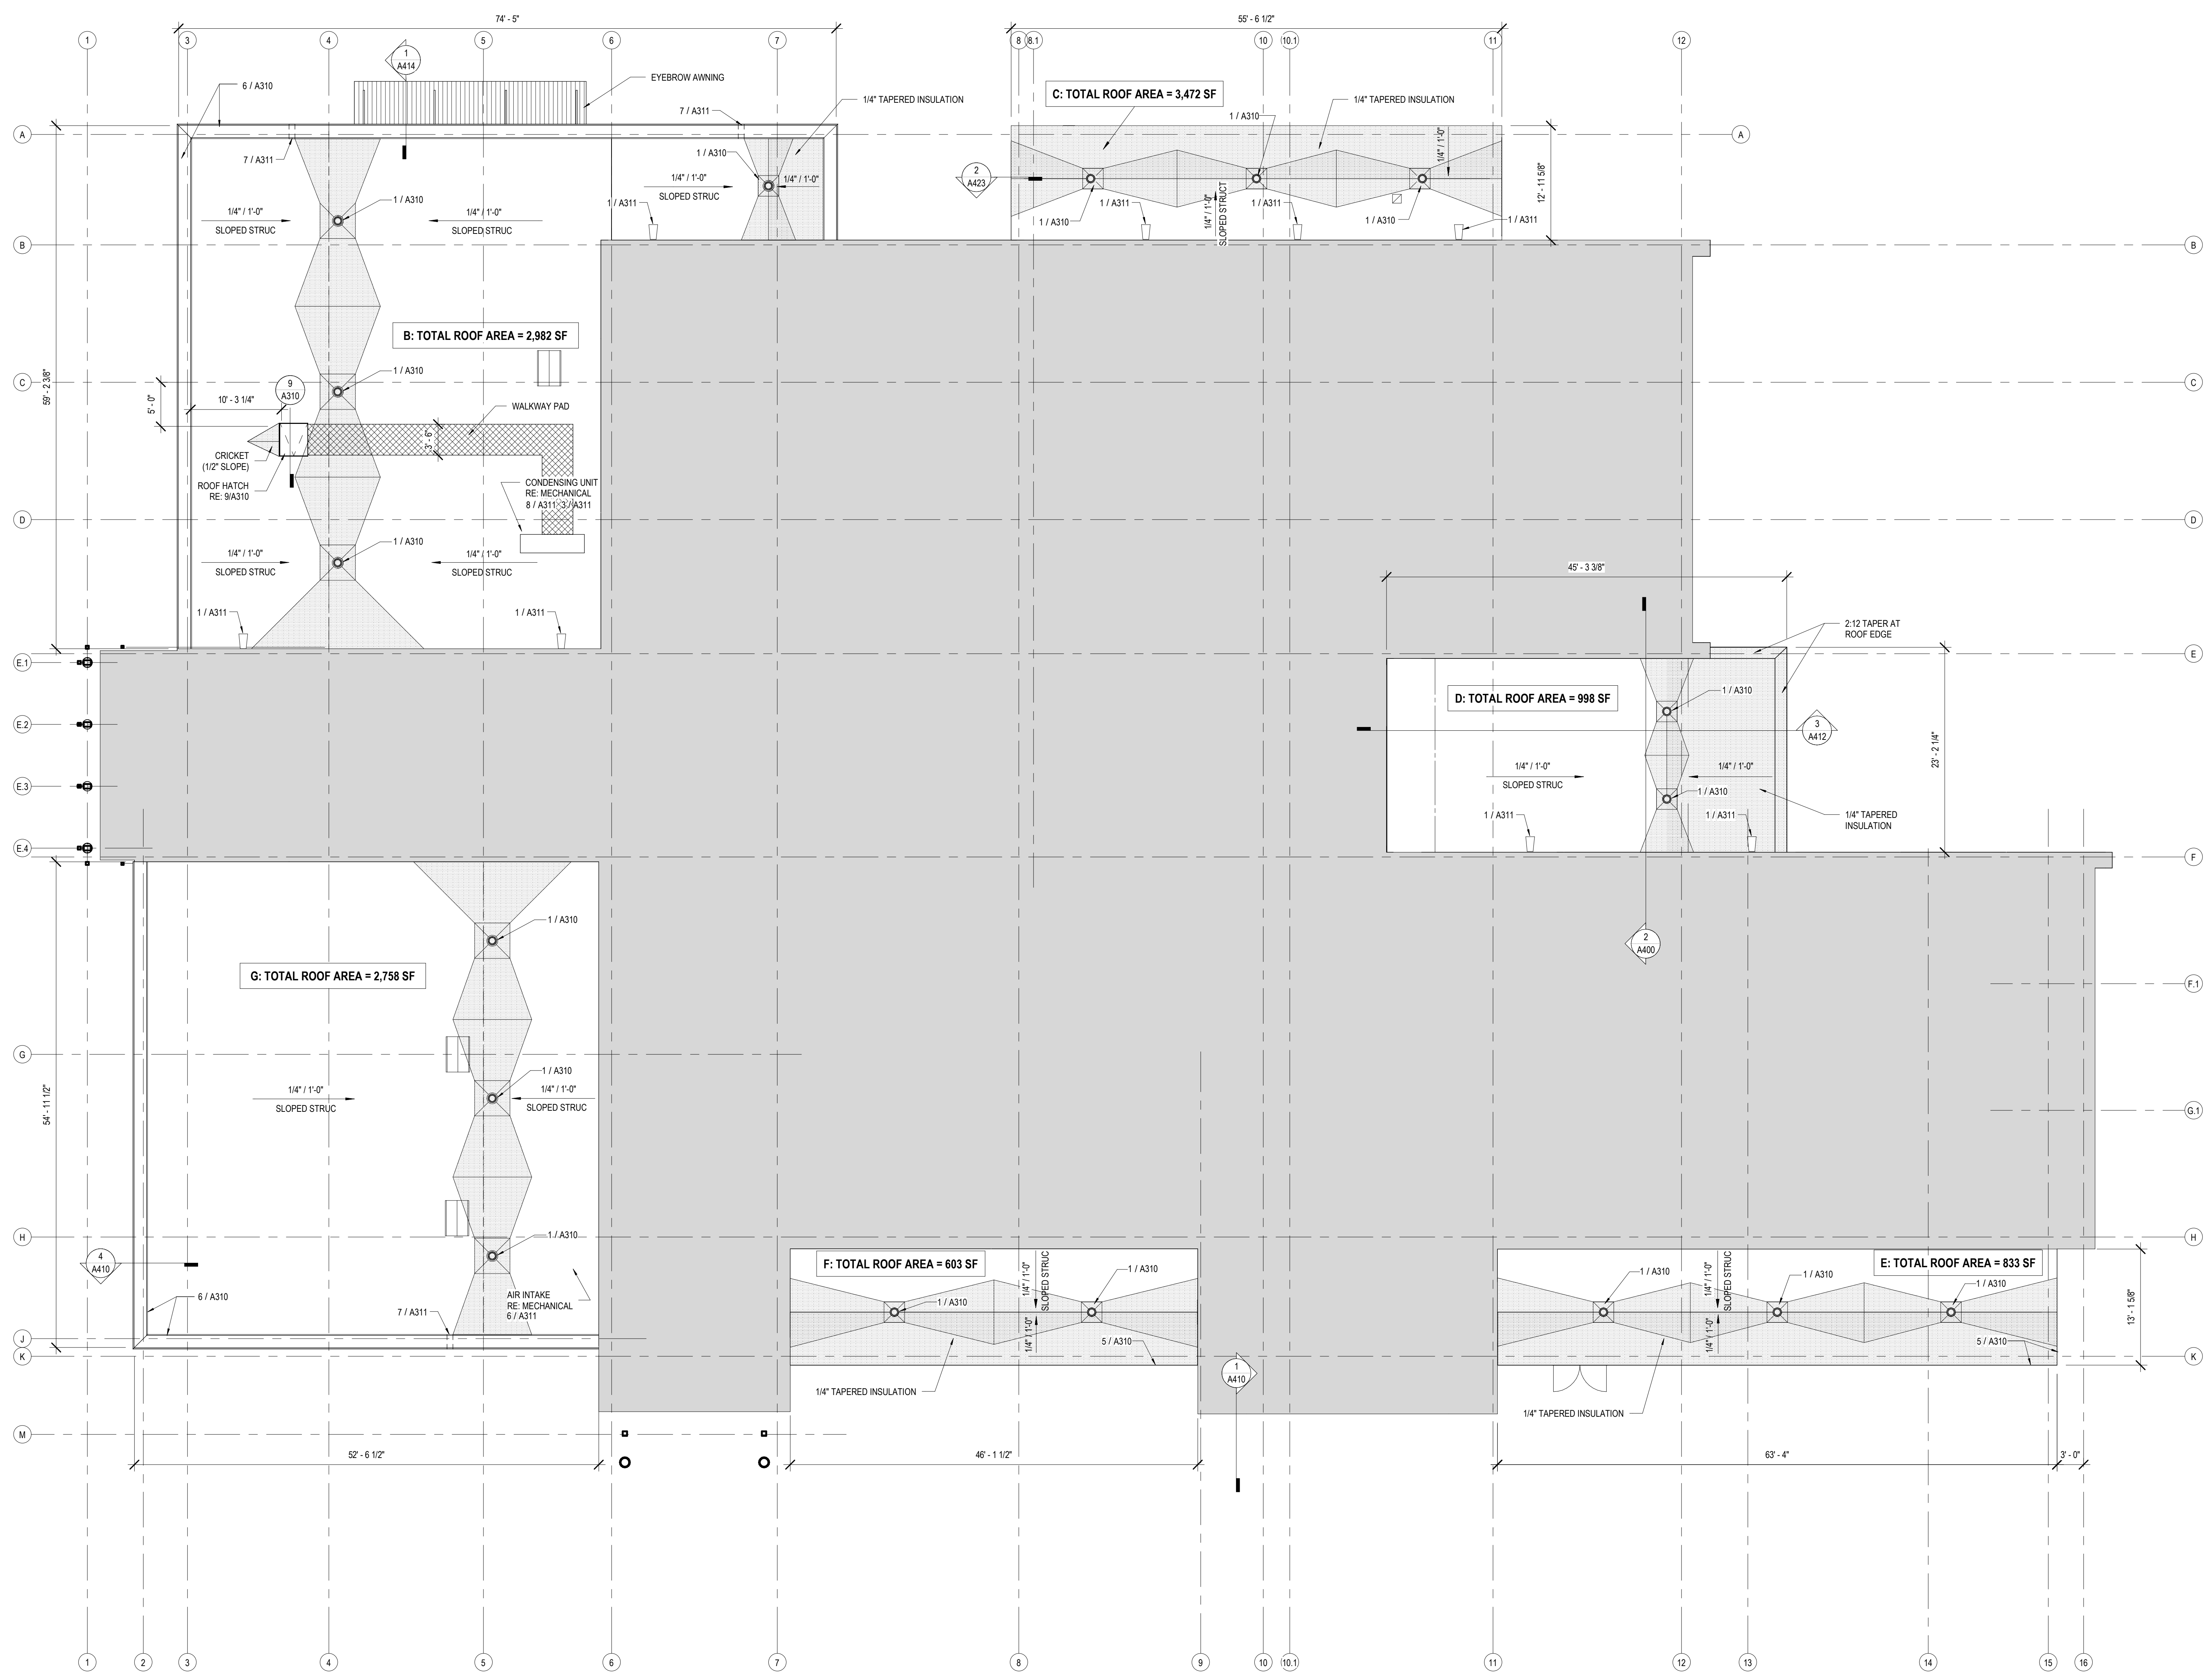 74' - 5"
55' - 6 1/2"
1
3
4
5
6
7
8
8.1
10
10.1
11
12
1
A414
6 / A310
EYEBROW AWNING
7 / A311
1/4" TAPERED INSULATION
C: TOTAL ROOF AREA = 3,472 SF
1/4" TAPERED INSULATION
A
A
7 / A311
1 / A310
1 / A310
1/4" / 1'-0"
2
A423
1/4" / 1'-0"
SLOPED STRUC
1/4" / 1'-0"
12' - 11 5/8"
1 / A310
1/4" / 1'-0"
SLOPED STRUC
1/4" / 1'-0"
SLOPED STRUC
1 / A311
1 / A310
1 / A311
1/4" / 1'-0"
SLOPED STRUCT
1 / A311
1 / A310
1 / A311
B
B
B: TOTAL ROOF AREA = 2,982 SF
59' - 2 3/8"
C
C
1 / A310
5' - 0"
10' - 3 1/4"
9
A310
WALKWAY PAD
3' - 6"
CRICKET
(1/2" SLOPE)
ROOF HATCH
RE: 9/A310
CONDENSING UNIT
RE: MECHANICAL
8 / A311 3 / A311
D
D
1 / A310
1/4" / 1'-0"
SLOPED STRUC
1/4" / 1'-0"
SLOPED STRUC
45' - 3 3/8"
1 / A311
1 / A311
2:12 TAPER AT
ROOF EDGE
E.1
E
D: TOTAL ROOF AREA = 998 SF
1 / A310
E.2
3
A412
23' - 2 1/4"
1/4" / 1'-0"
SLOPED STRUC
1/4" / 1'-0"
E.3
1 / A310
1 / A311
1 / A311
1/4" TAPERED
INSULATION
E.4
F
1 / A310
2
A400
G: TOTAL ROOF AREA = 2,758 SF
F.1
G
1 / A310
54' - 11 1/2"
1/4" / 1'-0"
SLOPED STRUC
1/4" / 1'-0"
SLOPED STRUC
G.1
H
H
1 / A310
4
A410
F: TOTAL ROOF AREA = 603 SF
1/4" / 1'-0"
SLOPED STRUC
1 / A310
1 / A310
1/4" / 1'-0"
1 / A310
1/4" / 1'-0"
SLOPED STRUC
1 / A310
E: TOTAL ROOF AREA = 833 SF
1 / A310
1/4" / 1'-0"
13' - 1 5/8"
6 / A310
AIR INTAKE
RE: MECHANICAL
6 / A311
7 / A311
J
5 / A310
5 / A310
K
K
1
A410
1/4" TAPERED INSULATION
1/4" TAPERED INSULATION
M
52' - 6 1/2"
46' - 1 1/2"
63' - 4"
3' - 0"
1
2
3
4
5
6
7
8
9
10
10.1
11
12
13
14
15
16